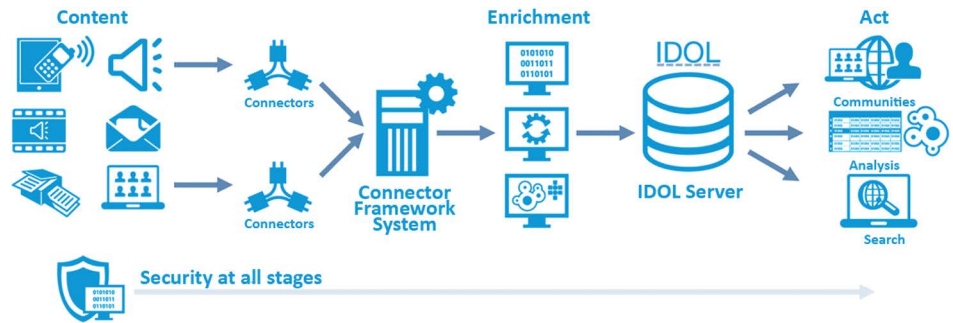 Content
Enrichment
Act
0101010
0011011
0110101
IDOL
Connectors
Communities
Connector
Framework
System
IDOL Server
Analysis
Connectors
Search
Security at all stages
0101010
0011011
0110101